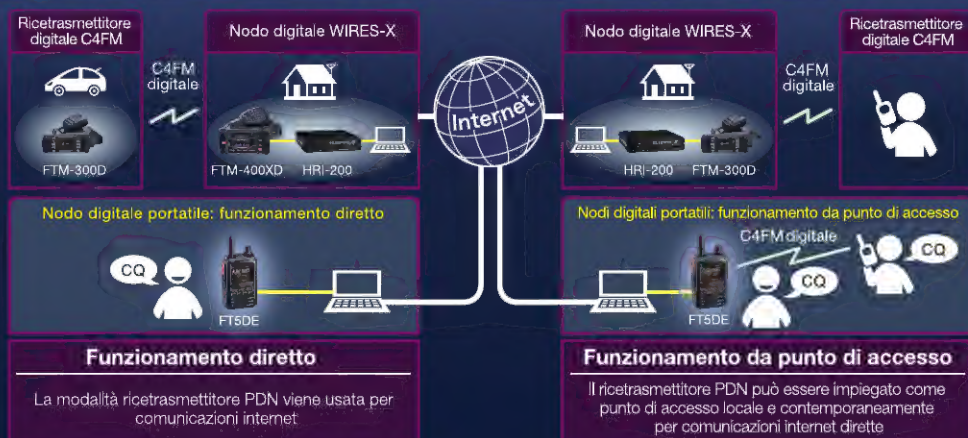 Ricetrasmettitore
digitale C4FM
C4FM
digitale
FTM-300D
Nodo digitale WIRES-X
FTM-400XD
HRI-200
Internet
Nodo digitale WIRES-X
HRI-200
FTM-300D
C4FM
digitale
Ricetrasmettitore
digitale C4FM
Nodo digitale portatile: funzionamento diretto
CQ
FT5DE
Nodi digitali portatili: funzionamento da punto di accesso
C4FM digitale
CQ
CQ
FT5DE
Funzionamento diretto
La modalità ricetrasmettitore PDN viene usata per
comunicazioni internet
Funzionamento da punto di accesso
Il ricetrasmettitore PDN può essere impiegato come
punto di accesso locale e contemporaneamente
per comunicazioni internet dirette